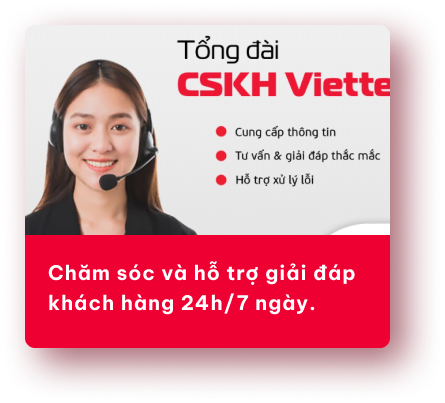 Tổng đài
CSKH Viette
Cung cấp thông tin
Tư vấn & giải đáp thắc mắc
Hỗ trợ xử lý lỗi
Chăm sóc và hỗ trợ giải đáp
khách hàng 24h/7 ngày.